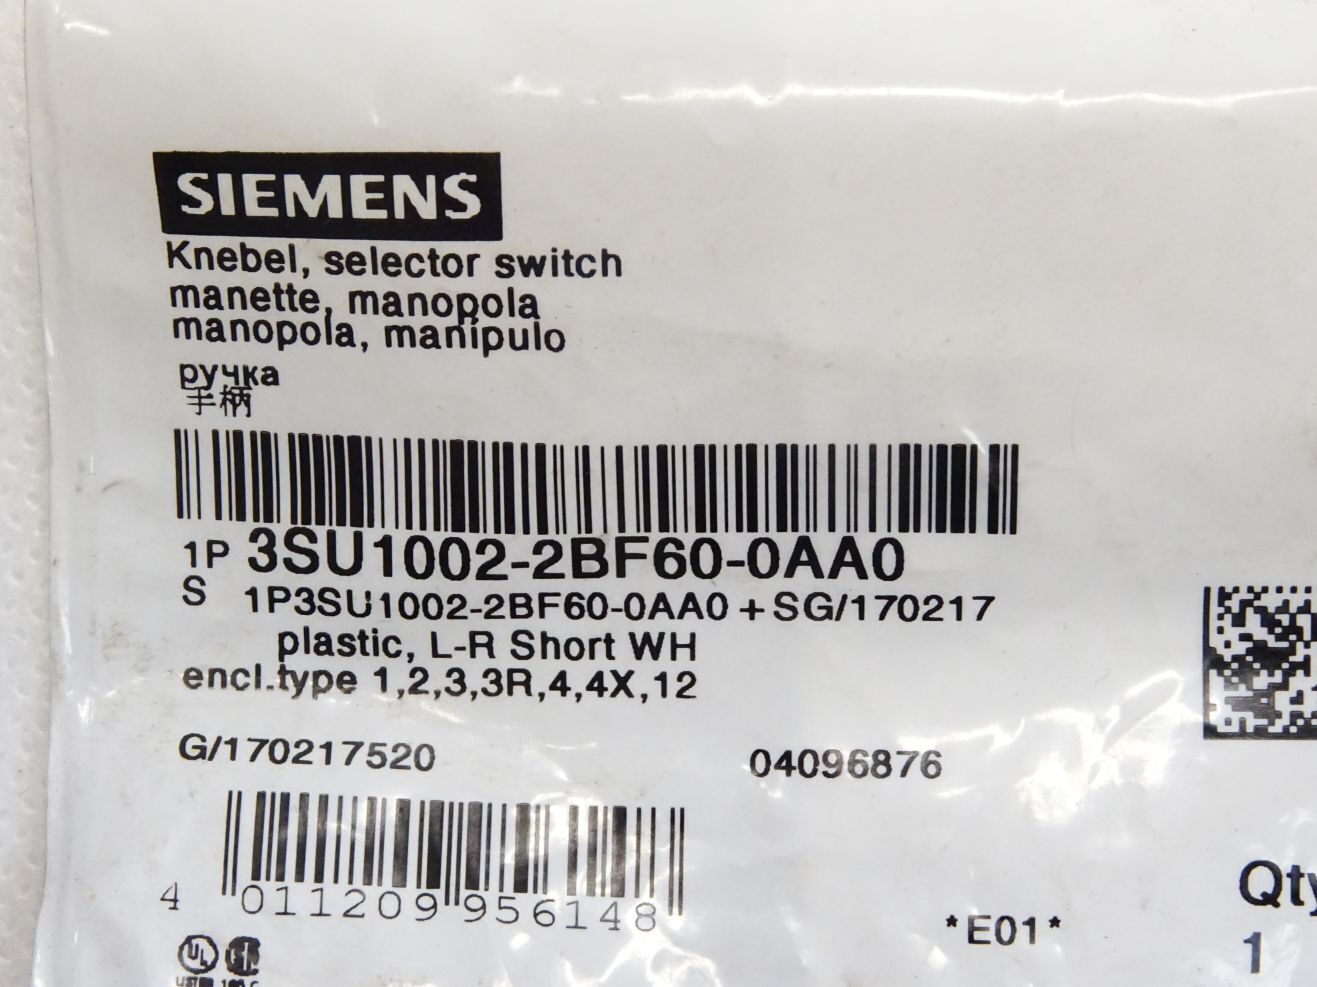 SIEMENS
Knebel, selector switch
manette, manopola
manopola, manípulo
ручка
手柄
1P 3SU1002-2BF60-0AA0
S 1P3SU1002-2BF60-0AA0+SG/170217
plastic, L-R Short WH
encl.type 1,2,3,3R,4,4X,12
G/170217520 04096876
4 011209 956148
*E01*
Qty
1
UL